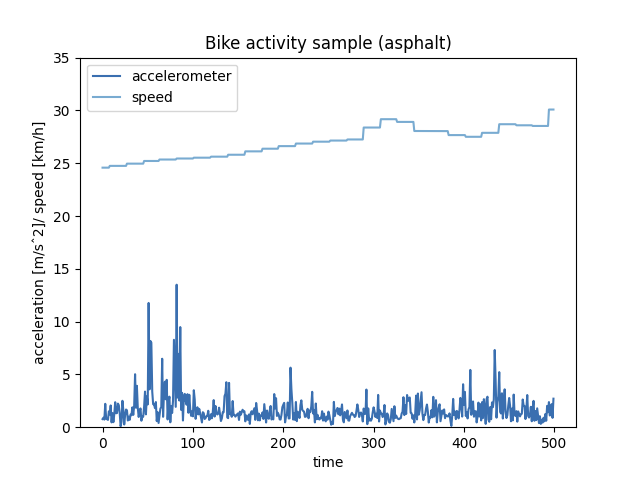 Bike activity sample (asphalt)
accelerometer
speed
35
30
25
20
15
10
5
0
acceleration [m/sˆ2]/ speed [km/h]
0 100 200 300 400 500
time